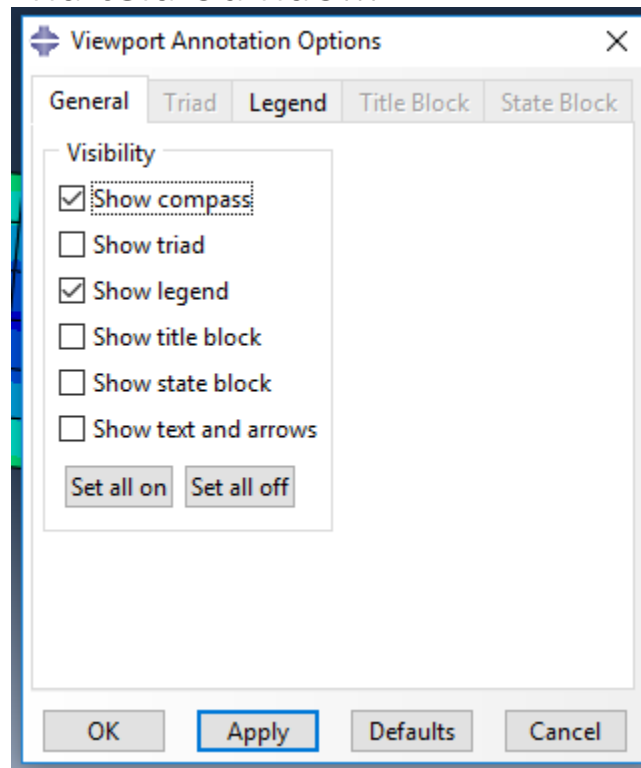 Viewport Annotation Options
General Triad Legend Title Block State Block
Visibility
Show compass
Show triad
Show legend
Show title block
Show state block
Show text and arrows
Set all on Set all off
OK Apply Defaults Cancel